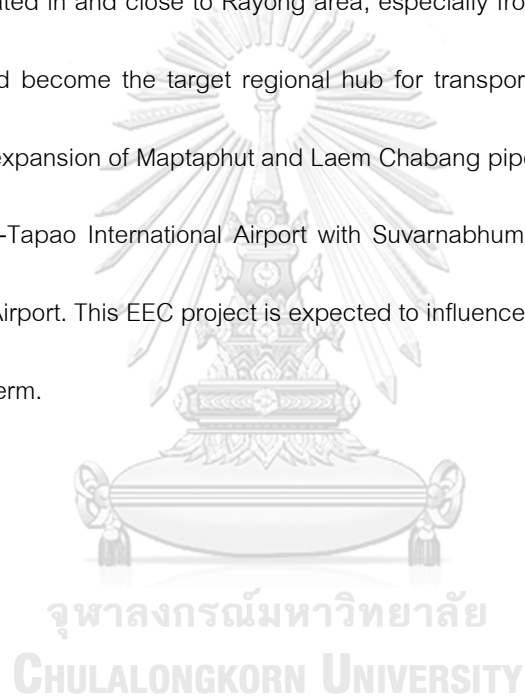 ated in and close to Rayong area, especially fro
d become the target regional hub for transpor
expansion of Maptaphut and Laem Chabang pip
-Tapao International Airport with Suvarnabhum
Airport. This EEC project is expected to influence
erm.
จุฬาลงกรณ์มหาวิทยาลัย
CHULALONGKORN UNIVERSITY